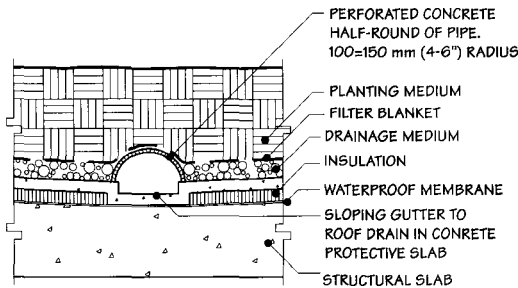 PERFORATED CONCRETE
HALF-ROUND OF PIPE.
100=150 mm (4-6") RADIUS
PLANTING MEDIUM
FILTER BLANKET
DRAINAGE MEDIUM
INSULATION
WATERPROOF MEMBRANE
SLOPING GUTTER TO
ROOF DRAIN IN CONRETE
PROTECTIVE SLAB
STRUCTURAL SLAB